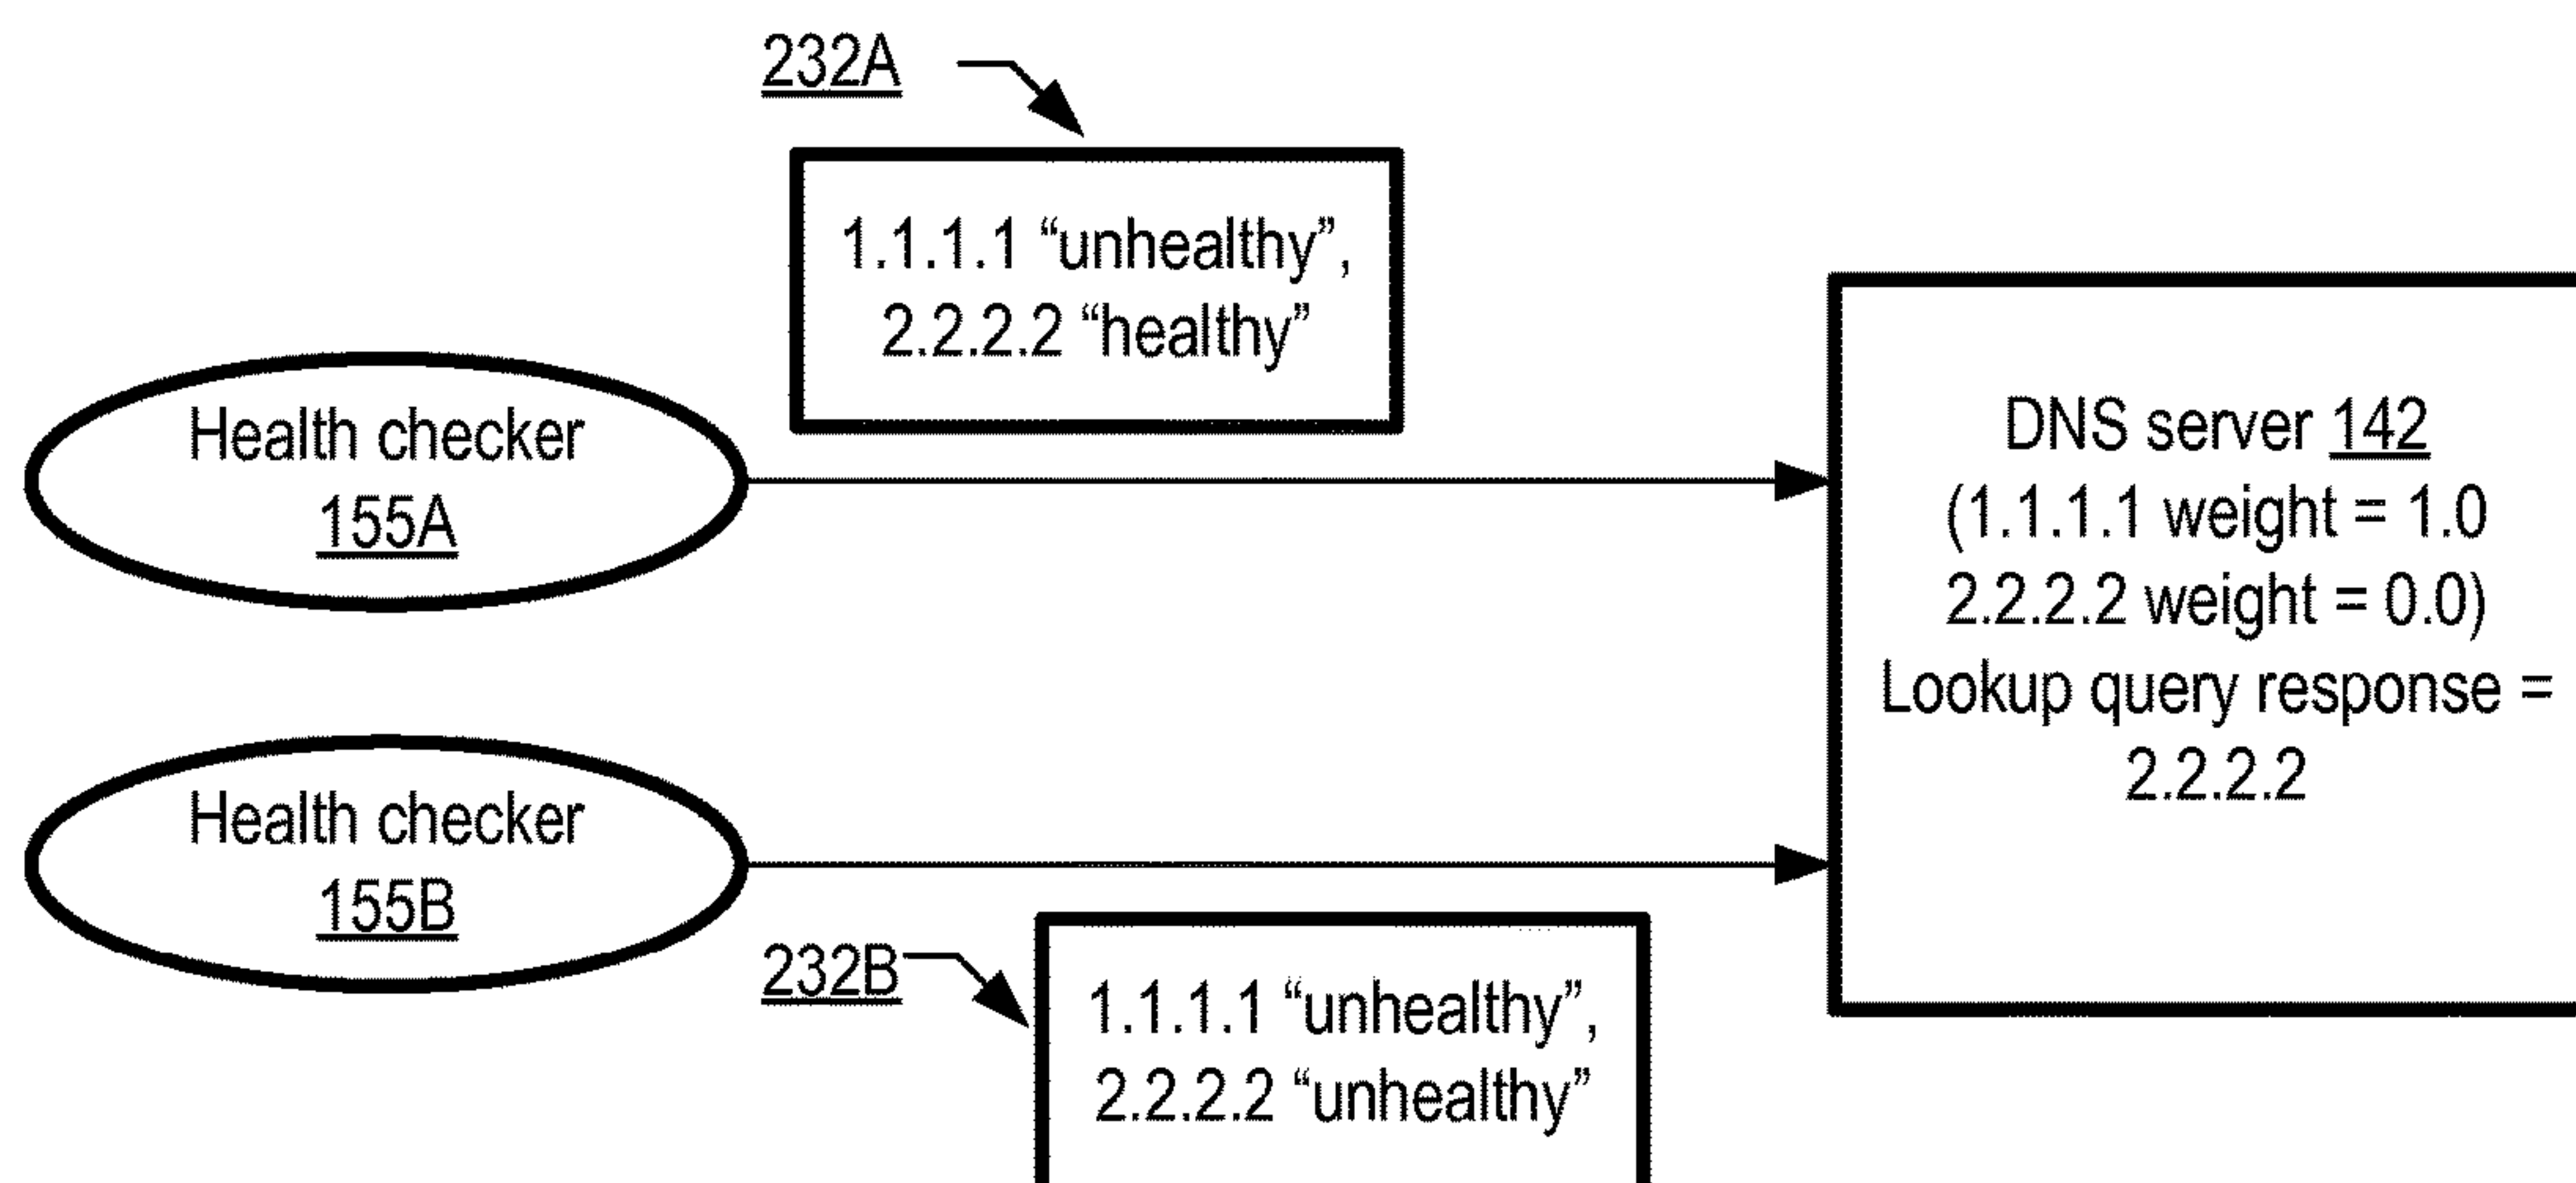 232A
1.1.1.1 “unhealthy”,
2.2.2.2 “healthy”
Health checker
155A
DNS server 142
(1.1.1.1 weight = 1.0
2.2.2.2 weight = 0.0)
Lookup query response =
2.2.2.2
Health checker
155B
232B
1.1.1.1 “unhealthy”,
2.2.2.2 “unhealthy”